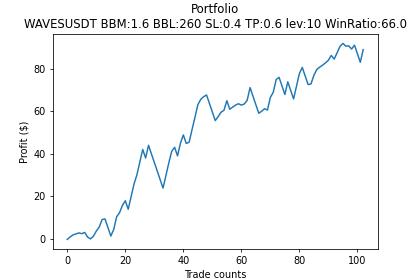 Portfolio
WAVESUSDT BBM:1.6 BBL:260 SL:0.4 TP:0.6 lev:10 WinRatio:66.0
80
60
40
20
0
Profit ($)
0 20 40 60 80 100
Trade counts